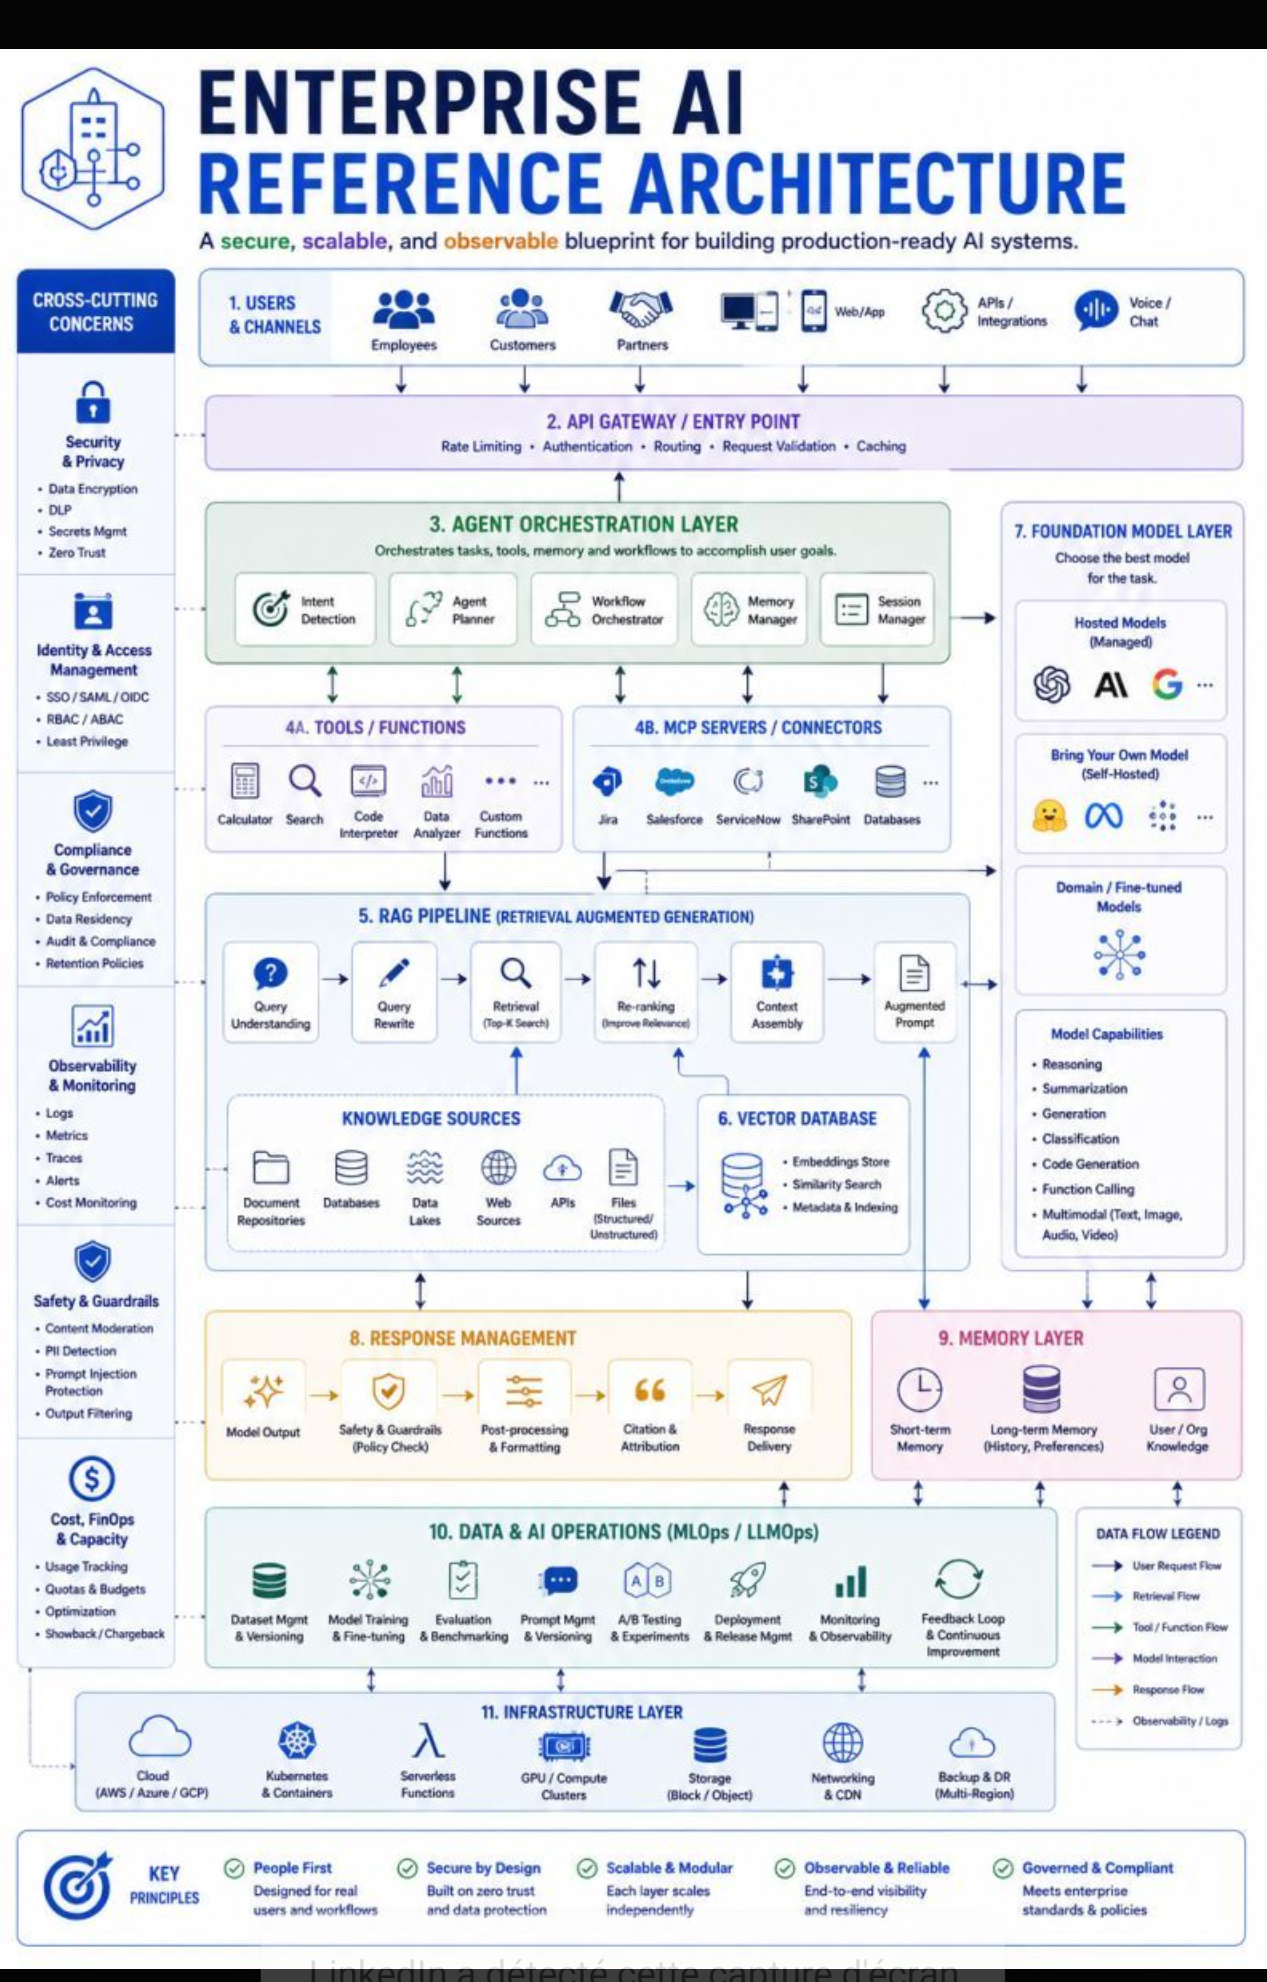 ENTERPRISE AI
REFERENCE ARCHITECTURE
A secure, scalable, and observable blueprint for building production-ready AI systems.
CROSS-CUTTING
CONCERNS
Security
& Privacy
• Data Encryption
• DLP
• Secrets Mgmt
• Zero Trust
Identity & Access
Management
• SSO / SAML / OIDC
• RBAC / ABAC
• Least Privilege
Compliance
& Governance
• Policy Enforcement
• Data Residency
• Audit & Compliance
• Retention Policies
Observability
& Monitoring
• Logs
• Metrics
• Traces
• Alerts
• Cost Monitoring
Safety & Guardrails
• Content Moderation
• PII Detection
• Prompt Injection
Protection
• Output Filtering
Cost, FinOps
& Capacity
• Usage Tracking
• Quotas & Budgets
• Optimization
• Showback / Chargeback
1. USERS
& CHANNELS
Employees
Customers
Partners
Web/App
APIs /
Integrations
Voice /
Chat
2. API GATEWAY / ENTRY POINT
Rate Limiting • Authentication • Routing • Request Validation • Caching
3. AGENT ORCHESTRATION LAYER
Orchestrates tasks, tools, memory and workflows to accomplish user goals.
Intent
Detection
Agent
Planner
Workflow
Orchestrator
Memory
Manager
Session
Manager
4A. TOOLS / FUNCTIONS
Calculator
Search
Code
Interpreter
Data
Analyzer
Custom
Functions
...
4B. MCP SERVERS / CONNECTORS
Jira
Salesforce
ServiceNow
SharePoint
Databases
...
5. RAG PIPELINE (RETRIEVAL AUGMENTED GENERATION)
Query
Understanding
Query
Rewrite
Retrieval
(Top-K Search)
Re-ranking
(Improve Relevance)
Context
Assembly
Augmented
Prompt
KNOWLEDGE SOURCES
Document
Repositories
Databases
Data
Lakes
Web
Sources
APIs
Files
(Structured/
Unstructured)
6. VECTOR DATABASE
• Embeddings Store
• Similarity Search
• Metadata & Indexing
7. FOUNDATION MODEL LAYER
Choose the best model
for the task.
Hosted Models
(Managed)
...
Bring Your Own Model
(Self-Hosted)
...
Domain / Fine-tuned
Models
Model Capabilities
• Reasoning
• Summarization
• Generation
• Classification
• Code Generation
• Function Calling
• Multimodal (Text, Image,
Audio, Video)
8. RESPONSE MANAGEMENT
Model Output
Safety & Guardrails
(Policy Check)
Post-processing
& Formatting
Citation &
Attribution
Response
Delivery
9. MEMORY LAYER
Short-term
Memory
Long-term Memory
(History, Preferences)
User / Org
Knowledge
10. DATA & AI OPERATIONS (MLOps / LLMOps)
Dataset Mgmt
& Versioning
Model Training
& Fine-tuning
Evaluation
& Benchmarking
Prompt Mgmt
& Versioning
A B
A/B Testing
& Experiments
Deployment
& Release Mgmt
Monitoring
& Observability
Feedback Loop
& Continuous
Improvement
DATA FLOW LEGEND
User Request Flow
Retrieval Flow
Tool / Function Flow
Model Interaction
Response Flow
Observability / Logs
11. INFRASTRUCTURE LAYER
Cloud
(AWS / Azure / GCP)
Kubernetes
& Containers
Serverless
Functions
GPU / Compute
Clusters
Storage
(Block / Object)
Networking
& CDN
Backup & DR
(Multi-Region)
KEY
PRINCIPLES
People First
Designed for real
users and workflows
Secure by Design
Built on zero trust
and data protection
Scalable & Modular
Each layer scales
independently
Observable & Reliable
End-to-end visibility
and resiliency
Governed & Compliant
Meets enterprise
standards & policies
LinkedIn a détecté cette capture d'écran